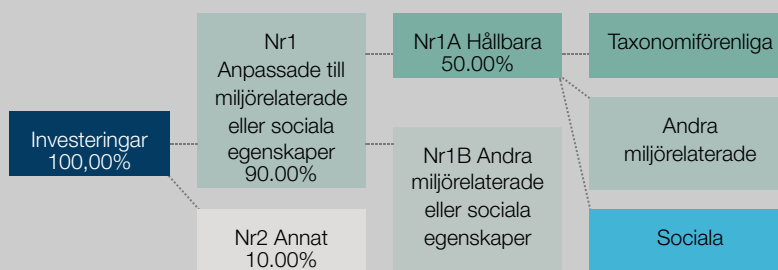 Investeringar
100,00%
Nr1
Anpassade till
miljörelaterade
eller sociala
egenskaper
90.00%
Nr2 Annat
10.00%
Nr1A Hållbara
50.00%
Nr1B Andra
miljörelaterade
eller sociala
egenskaper
Taxonomiförenliga
Andra
miljörelaterade
Sociala